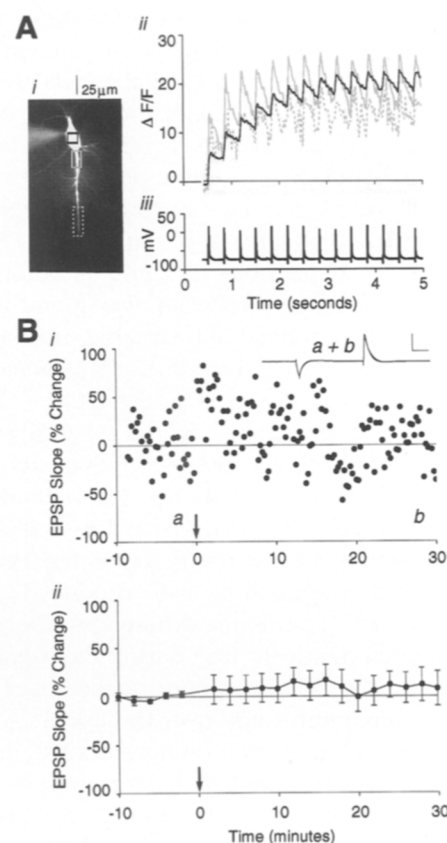 A
i
25μm
ii
Δ F/F
30
20
10
0
iii
mV
50
0
-100
0 1 2 3 4 5
Time (seconds)
B
i
EPSP Slope (% Change)
100
50
0
-50
-100
a + b
a
b
-10 0 10 20 30
ii
EPSP Slope (% Change)
100
50
0
-50
-100
-10 0 10 20 30
Time (minutes)